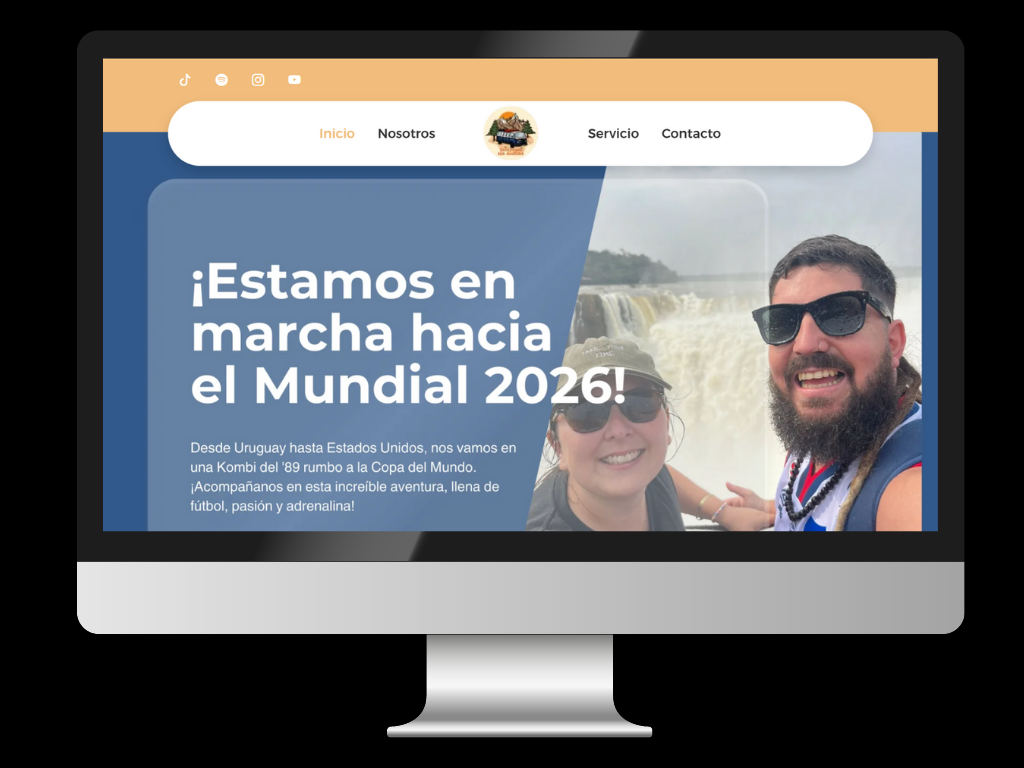 Inicio
Nosotros
Servicio
Contacto
¡Estamos en
marcha hacia
el Mundial 2026!
Desde Uruguay hasta Estados Unidos, nos vamos en
una Kombi del '89 rumbo a la Copa del Mundo.
¡Acompañanos en esta increíble aventura, llena de
fútbol, pasión y adrenalina!